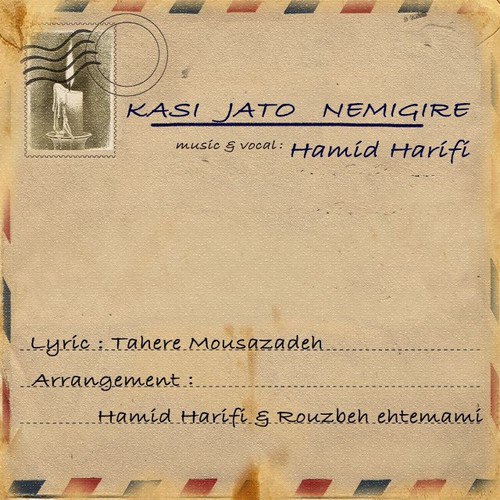 KASI JATO NEMIGIRE
music & vocal: Hamid Harifi
Lyric : Tahere Mousazadeh
Arrangement :
Hamid Harifi & Rouzbeh ehtemami